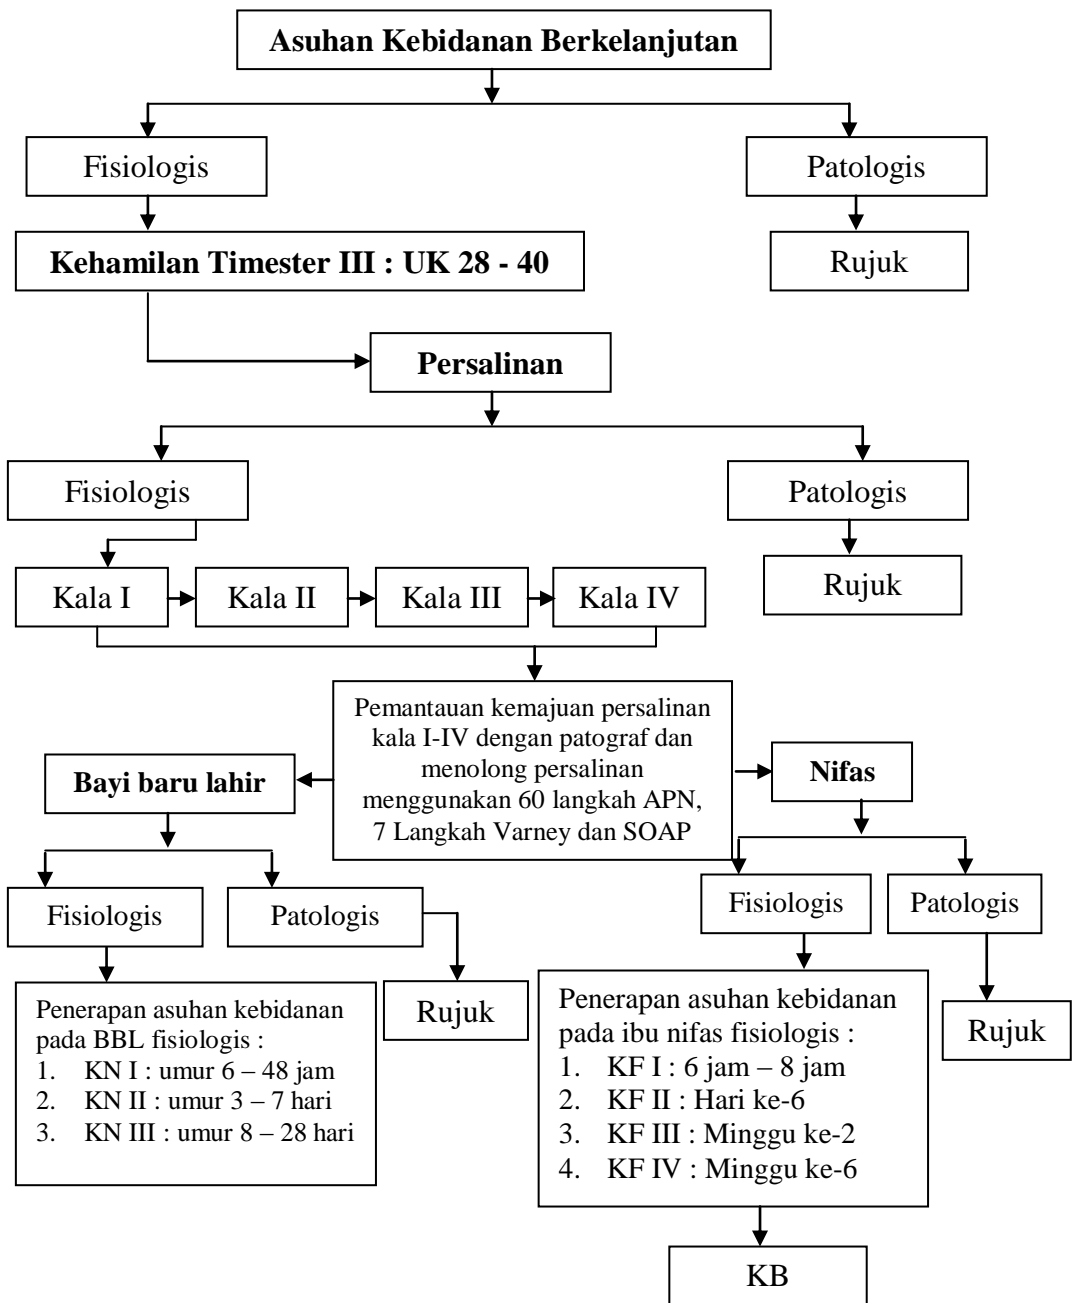 Asuhan Kebidanan Berkelanjutan
Fisiologis
Patologis
Kehamilan Timester III : UK 28 - 40
Rujuk
Persalinan
Fisiologis
Patologis
Kala I
Kala II
Kala III
Kala IV
Rujuk
Pemantauan kemajuan persalinan
kala I-IV dengan patograf dan
menolong persalinan
menggunakan 60 langkah APN,
7 Langkah Varney dan SOAP
Bayi baru lahir
Nifas
Fisiologis
Patologis
Fisiologis
Patologis
Penerapan asuhan kebidanan
pada BBL fisiologis :
1. KN I : umur 6 – 48 jam
2. KN II : umur 3 – 7 hari
3. KN III : umur 8 – 28 hari
Rujuk
Penerapan asuhan kebidanan
pada ibu nifas fisiologis :
1. KF I : 6 jam – 8 jam
2. KF II : Hari ke-6
3. KF III : Minggu ke-2
4. KF IV : Minggu ke-6
Rujuk
KB